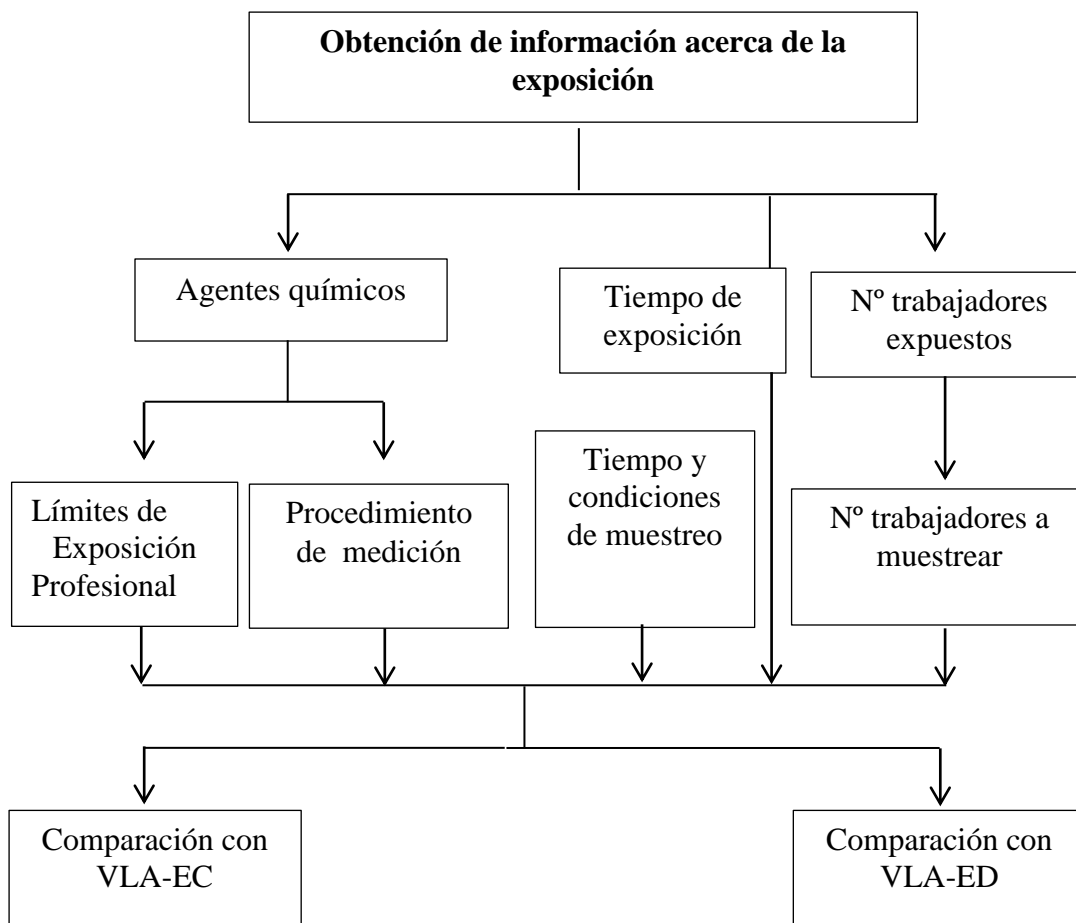 Obtención de información acerca de la
exposición
Agentes químicos
Tiempo de
exposición
Nº trabajadores
expuestos
Límites de
Exposición
Profesional
Procedimiento
de medición
Tiempo y
condiciones
de muestreo
Nº trabajadores a
muestrear
Comparación con
VLA-EC
Comparación con
VLA-ED